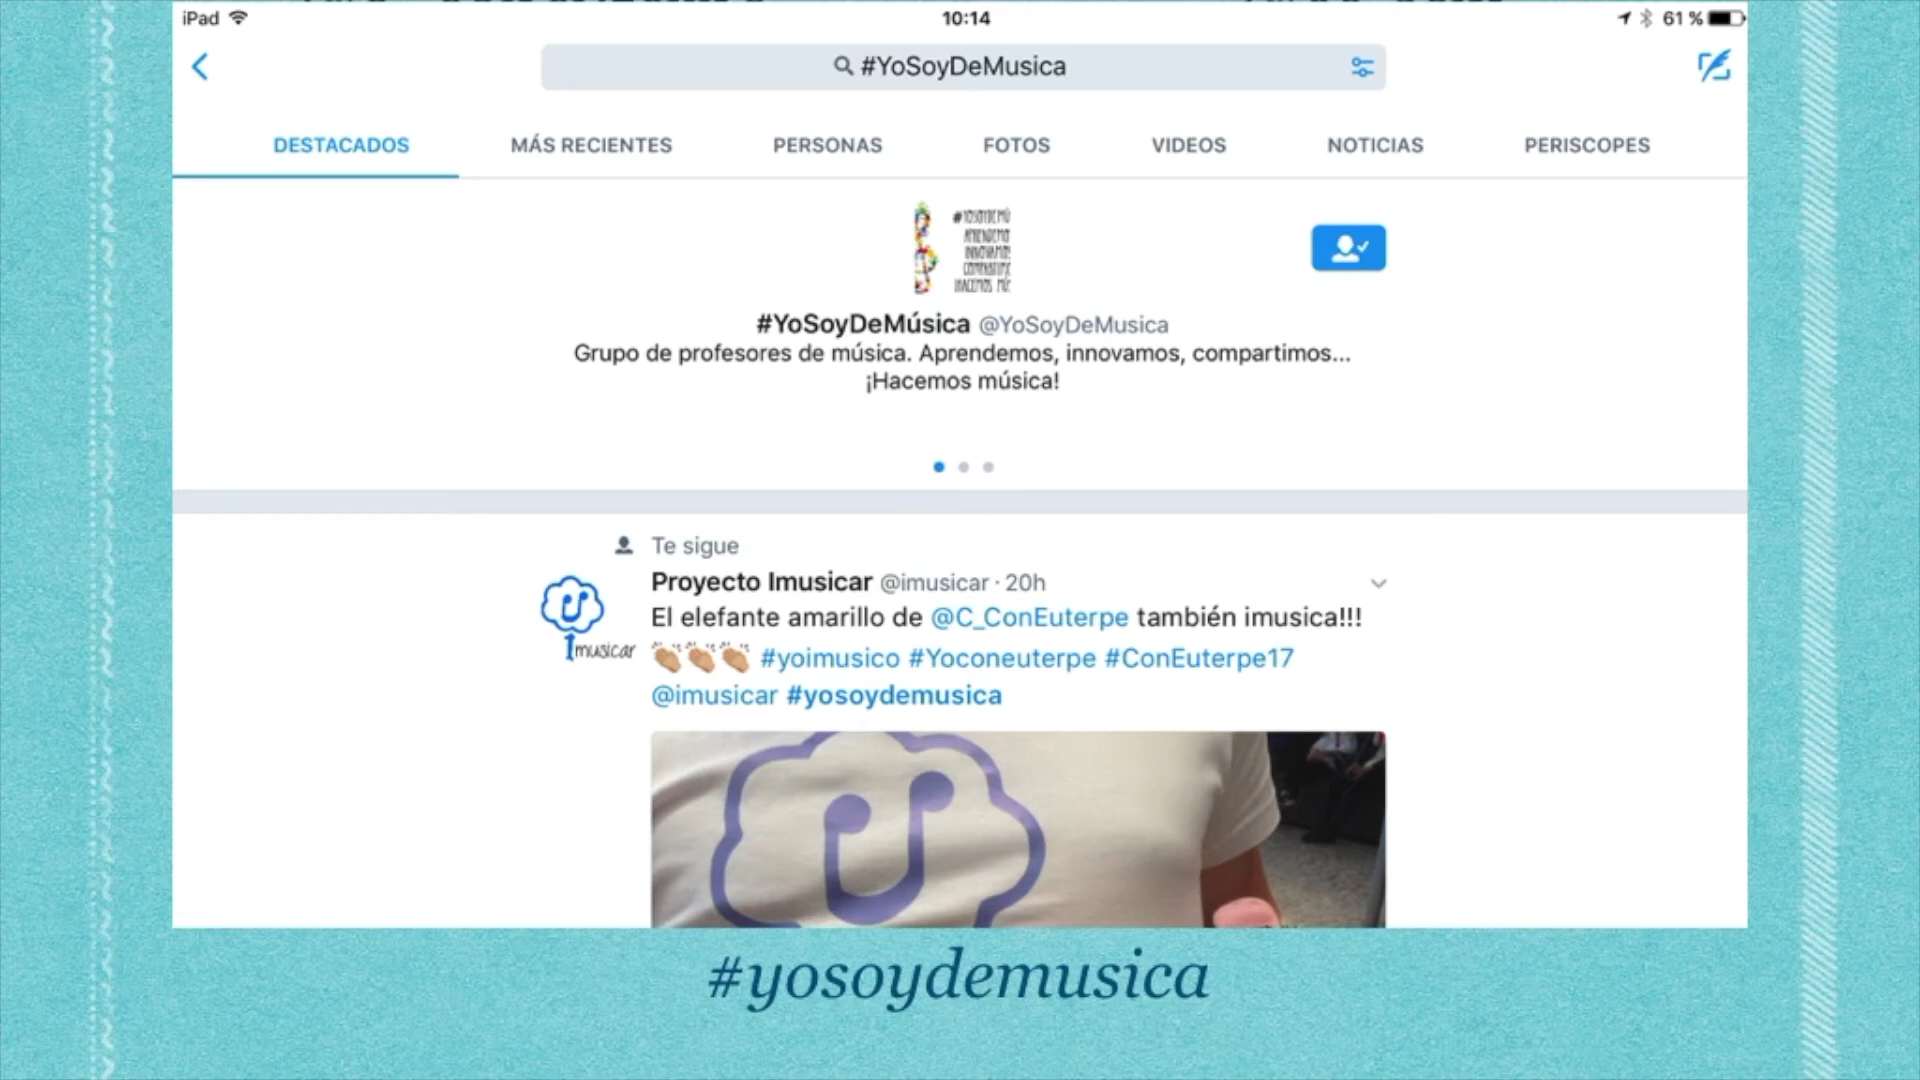 iPad
10:14
61 %
#YoSoyDeMusica
DESTACADOS
MÁS RECIENTES
PERSONAS
FOTOS
VIDEOS
NOTICIAS
PERISCOPES
#YoSoyDeMúsica @YoSoyDeMusica
Grupo de profesores de música. Aprendemos, innovamos, compartimos...
¡Hacemos música!
Te sigue
Proyecto Imusicar @imusicar · 20h
El elefante amarillo de @C_ConEuterpe también imusica!!!
👏👏👏 #yoimusico #Yoconeuterpe #ConEuterpe17
@imusicar #yosoydemusica
Imusicar
#yosoydemusica